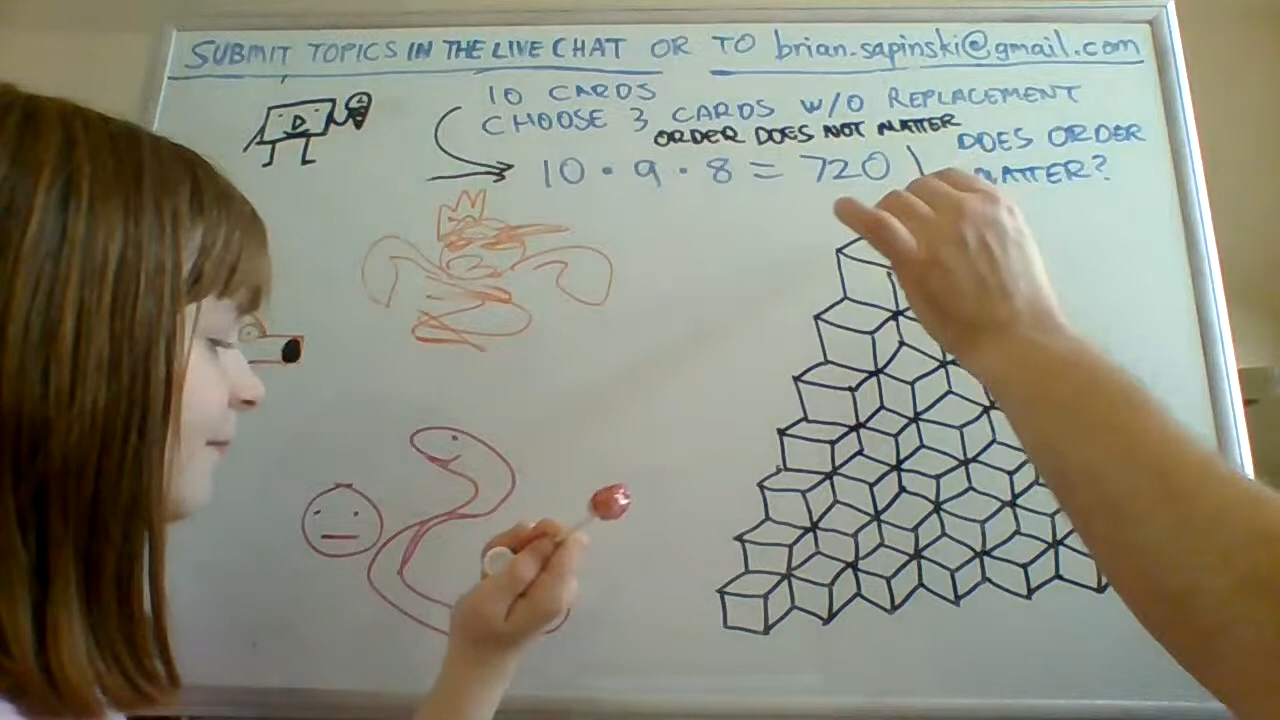 SUBMIT TOPICS IN THE LIVE CHAT OR TO brian.sapinski@gmail.com
10 CARDS
CHOOSE 3 CARDS W/O REPLACEMENT
ORDER DOES NOT MATTER
10 · 9 · 8 = 720
DOES ORDER
MATTER?